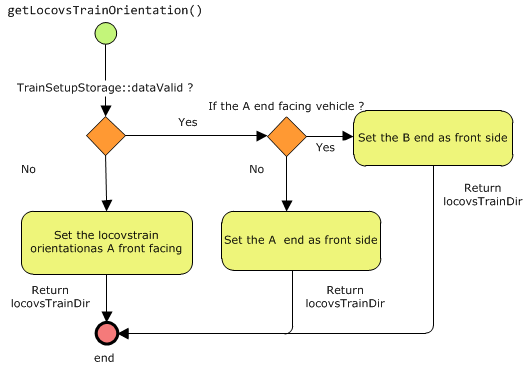 getLocovsTrainOrientation()
TrainSetupStorage::dataValid ?
If the A end facing vehicle ?
Yes
Yes
Set the B end as front side
No
No
Return
locovsTrainDir
Set the locovstrain
orientationas A front facing
Set the A end as front side
Return
locovsTrainDir
Return
locovsTrainDir
end